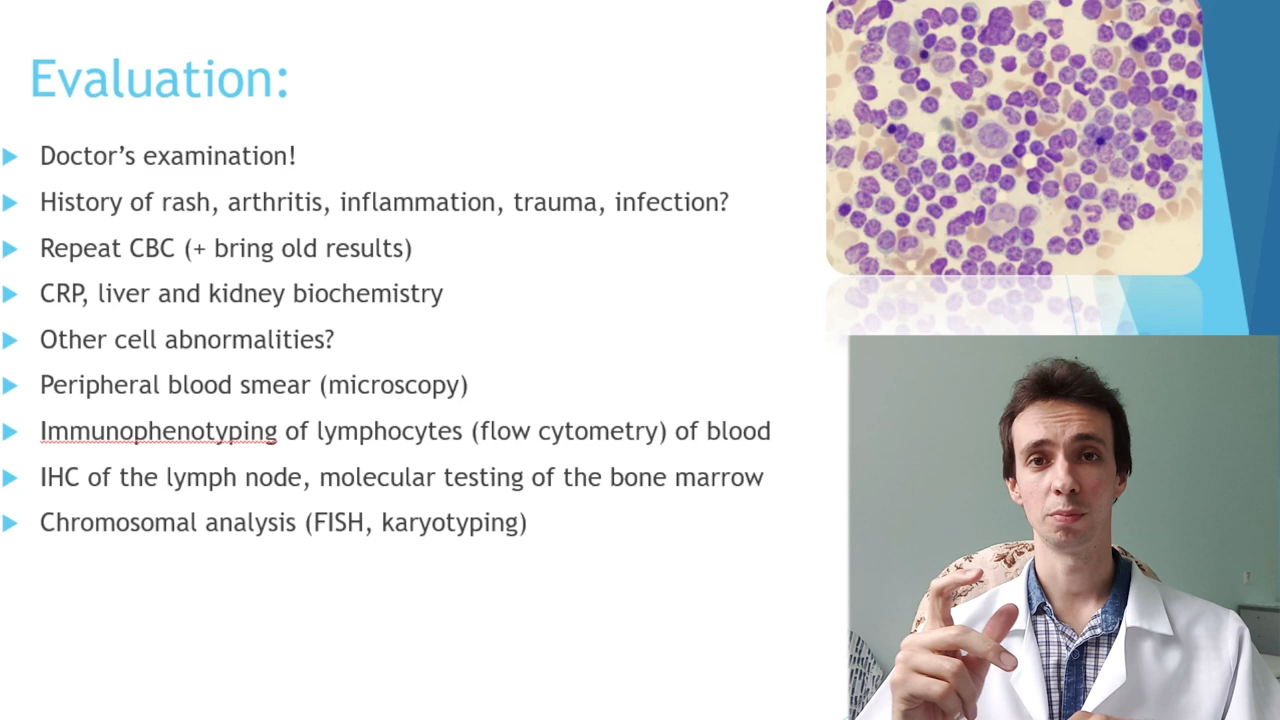 Evaluation:
Doctor’s examination!
History of rash, arthritis, inflammation, trauma, infection?
Repeat CBC (+ bring old results)
CRP, liver and kidney biochemistry
Other cell abnormalities?
Peripheral blood smear (microscopy)
Immunophenotyping of lymphocytes (flow cytometry) of blood
IHC of the lymph node, molecular testing of the bone marrow
Chromosomal analysis (FISH, karyotyping)